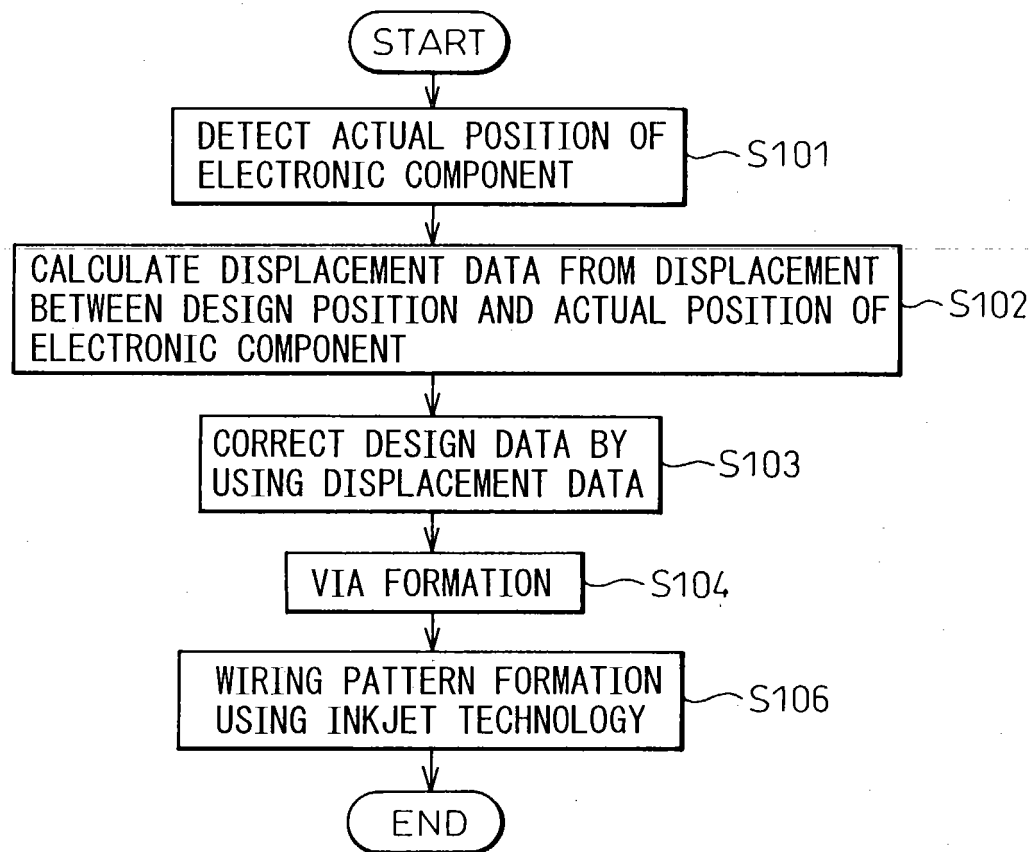 START
DETECT ACTUAL POSITION OF
ELECTRONIC COMPONENT
S101
CALCULATE DISPLACEMENT DATA FROM DISPLACEMENT
BETWEEN DESIGN POSITION AND ACTUAL POSITION OF
ELECTRONIC COMPONENT
S102
CORRECT DESIGN DATA BY
USING DISPLACEMENT DATA
S103
VIA FORMATION
S104
WIRING PATTERN FORMATION
USING INKJET TECHNOLOGY
S106
END